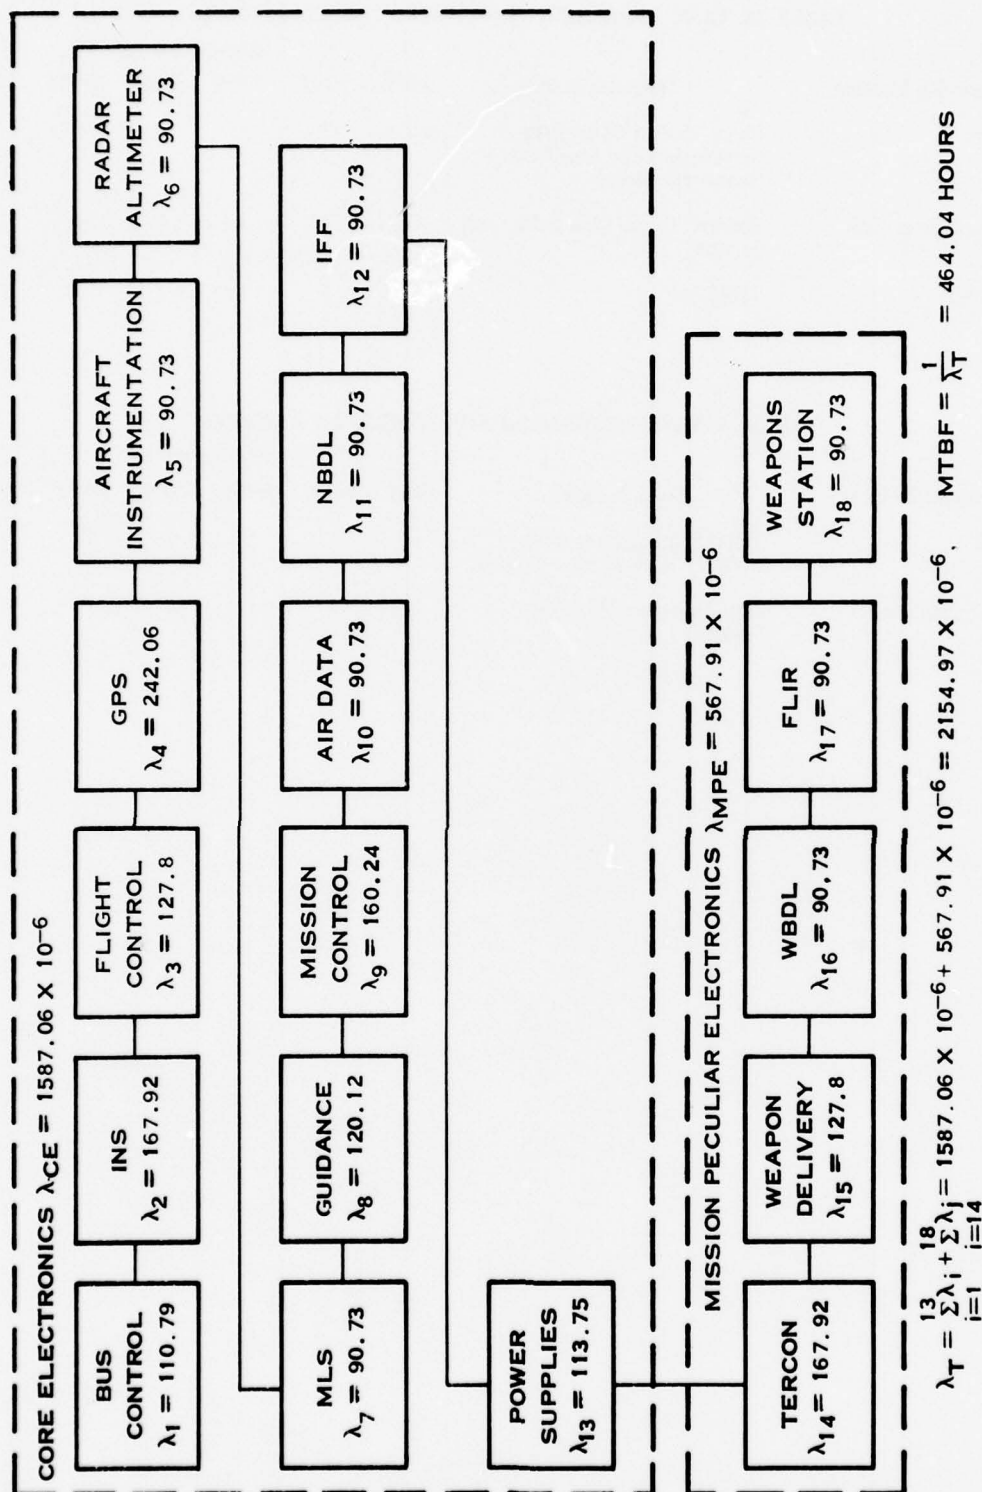 CORE ELECTRONICS λCE = 1587.06 X 10⁻⁶
BUS
CONTROL
λ1 = 110.79
INS
λ2 = 167.92
FLIGHT
CONTROL
λ3 = 127.8
GPS
λ4 = 242.06
AIRCRAFT
INSTRUMENTATION
λ5 = 90.73
RADAR
ALTIMETER
λ6 = 90.73
MLS
λ7 = 90.73
GUIDANCE
λ8 = 120.12
MISSION
CONTROL
λ9 = 160.24
AIR DATA
λ10 = 90.73
NBDL
λ11 = 90.73
IFF
λ12 = 90.73
POWER
SUPPLIES
λ13 = 113.75
MISSION PECULIAR ELECTRONICS λMPE = 567.91 X 10⁻⁶
TERCON
λ14 = 167.92
WEAPON
DELIVERY
λ15 = 127.8
WBDL
λ16 = 90,73
FLIR
λ17 = 90.73
WEAPONS
STATION
λ18 = 90.73
13 18 1
λT = Σλi + Σλj = 1587.06 X 10⁻⁶ + 567.91 X 10⁻⁶ = 2154.97 X 10⁻⁶, MTBF = — = 464.04 HOURS
i=1 i=14 λT